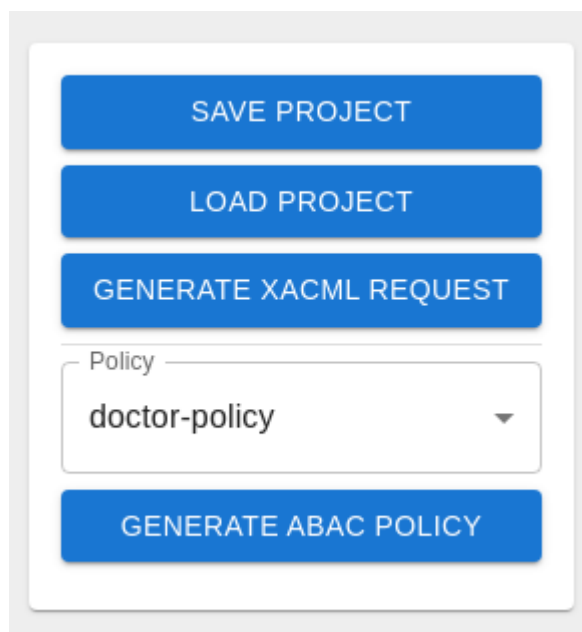 SAVE PROJECT
LOAD PROJECT
GENERATE XACML REQUEST
Policy
doctor-policy
GENERATE ABAC POLICY